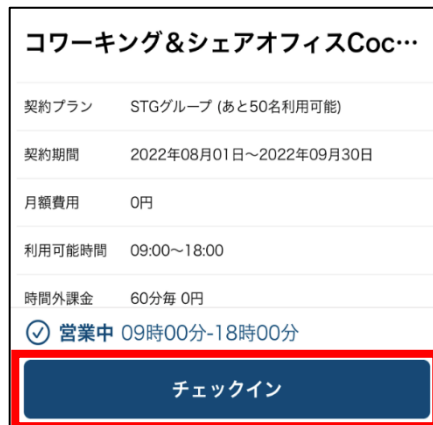 コワーキング&シェアオフィスCoc…
契約プラン STGグループ (あと50名利用可能)
契約期間 2022年08月01日~2022年09月30日
月額費用 0円
利用可能時間 09:00~18:00
時間外課金 60分毎 0円
営業中 09時00分-18時00分
チェックイン